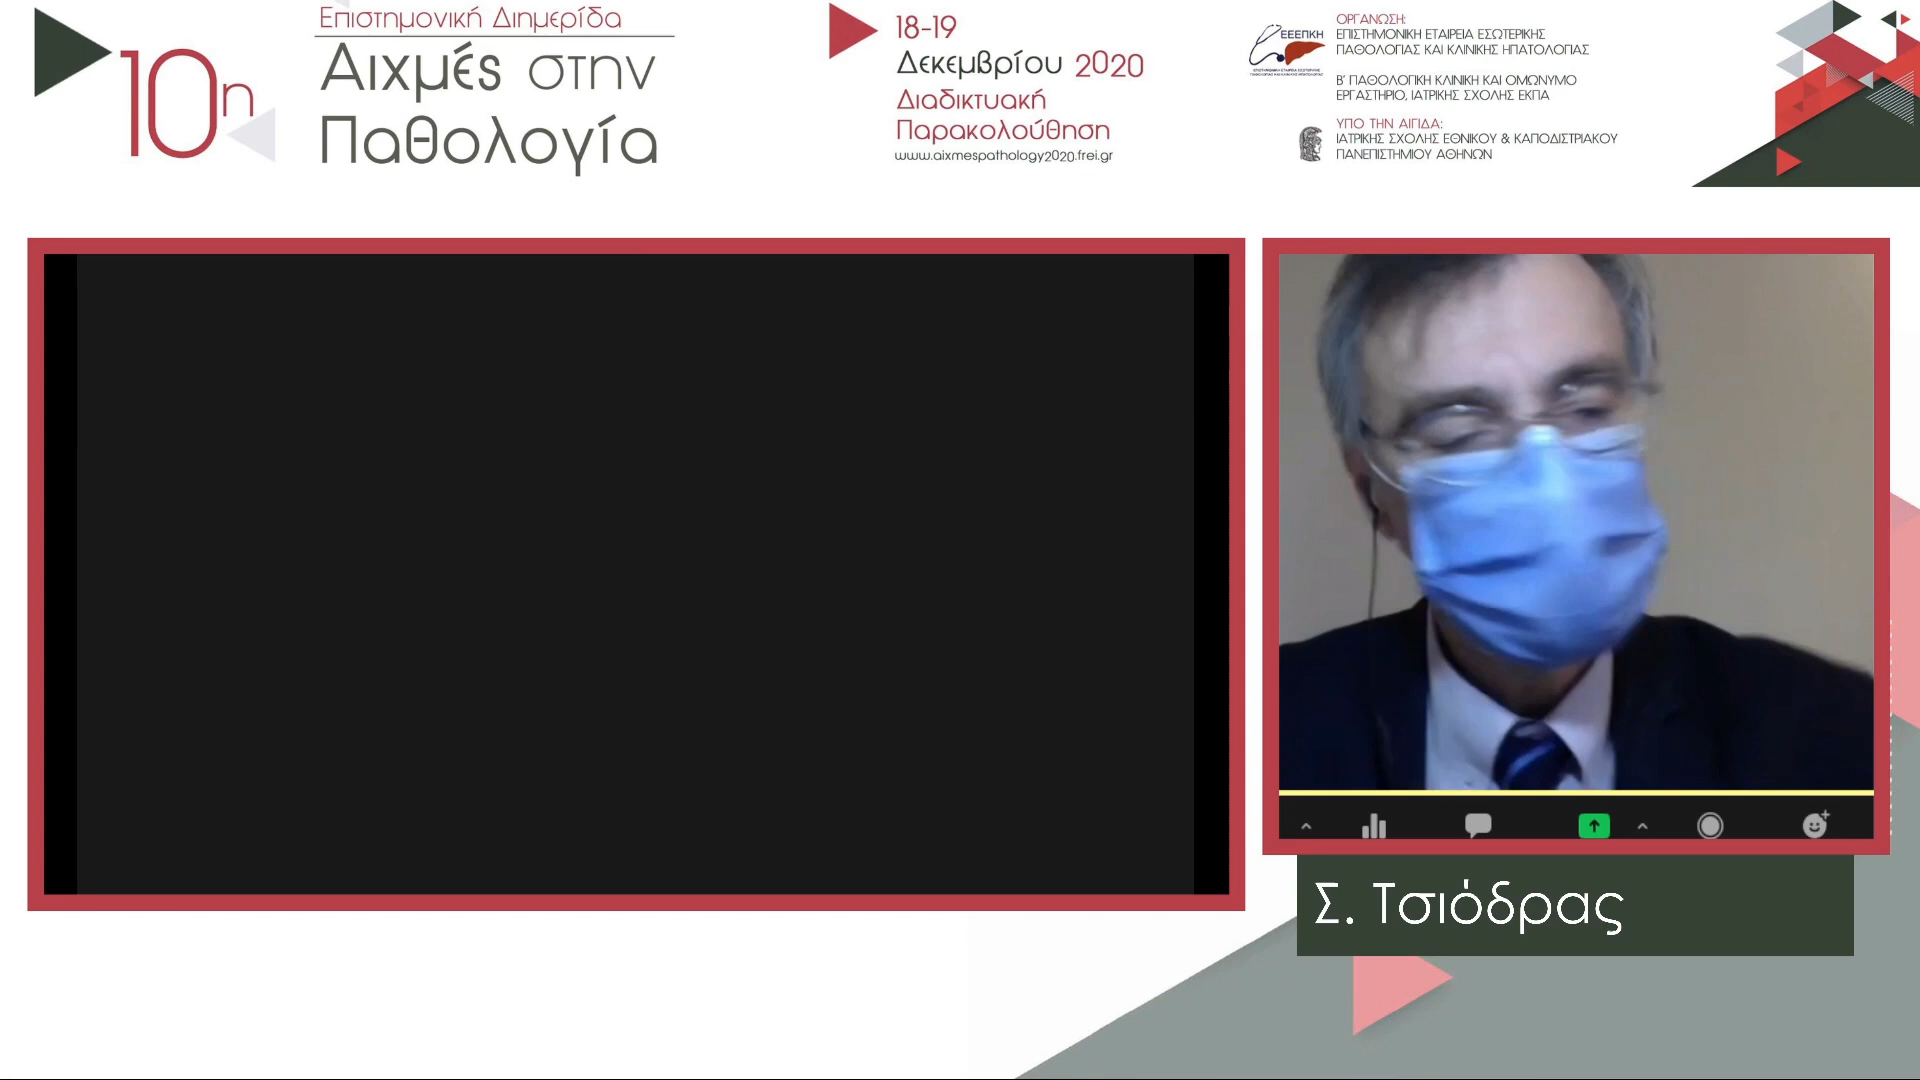 10η
Επιστημονική Διημερίδα
Αιχμές στην
Παθολογία
18-19
Δεκεμβρίου 2020
Διαδικτυακή
Παρακολούθηση
www.aixmespathology2020.frei.gr
ΕΕΕΠΚΗ
ΟΡΓΑΝΩΣΗ:
ΕΠΙΣΤΗΜΟΝΙΚΗ ΕΤΑΙΡΕΙΑ ΕΣΩΤΕΡΙΚΗΣ
ΠΑΘΟΛΟΓΙΑΣ ΚΑΙ ΚΛΙΝΙΚΗΣ ΗΠΑΤΟΛΟΓΙΑΣ
Β' ΠΑΘΟΛΟΓΙΚΗ ΚΛΙΝΙΚΗ ΚΑΙ ΟΜΩΝΥΜΟ
ΕΡΓΑΣΤΗΡΙΟ, ΙΑΤΡΙΚΗΣ ΣΧΟΛΗΣ ΕΚΠΑ
ΥΠΟ ΤΗΝ ΑΙΓΙΔΑ:
ΙΑΤΡΙΚΗΣ ΣΧΟΛΗΣ ΕΘΝΙΚΟΥ & ΚΑΠΟΔΙΣΤΡΙΑΚΟΥ
ΠΑΝΕΠΙΣΤΗΜΙΟΥ ΑΘΗΝΩΝ
Σ. Τσιόδρας